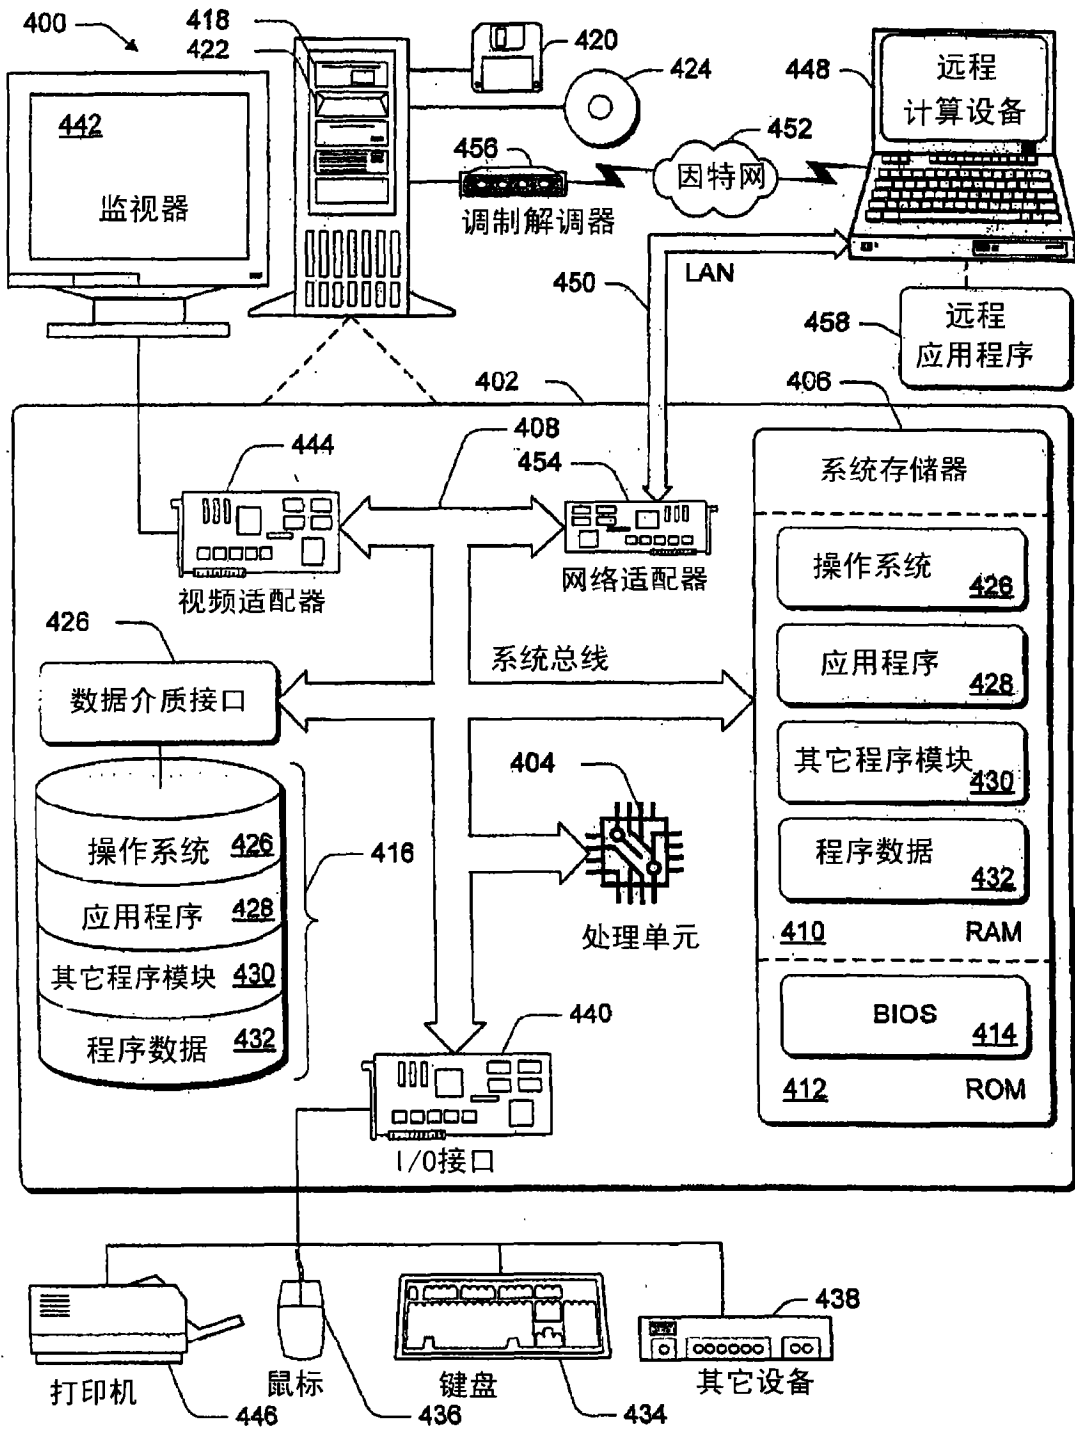 400
418
422
420
424
448
远程
计算设备
442
监视器
456
调制解调器
452
因特网
LAN
450
458
远程
应用程序
402
406
408
444
454
系统存储器
视频适配器
网络适配器
操作系统 426
426
数据介质接口
系统总线
应用程序 428
404
其它程序模块 430
416
操作系统 426
应用程序 428
其它程序模块 430
程序数据 432
处理单元
程序数据 432
410 RAM
440
I/O接口
BIOS 414
412 ROM
打印机
446
鼠标
436
键盘
434
438
其它设备